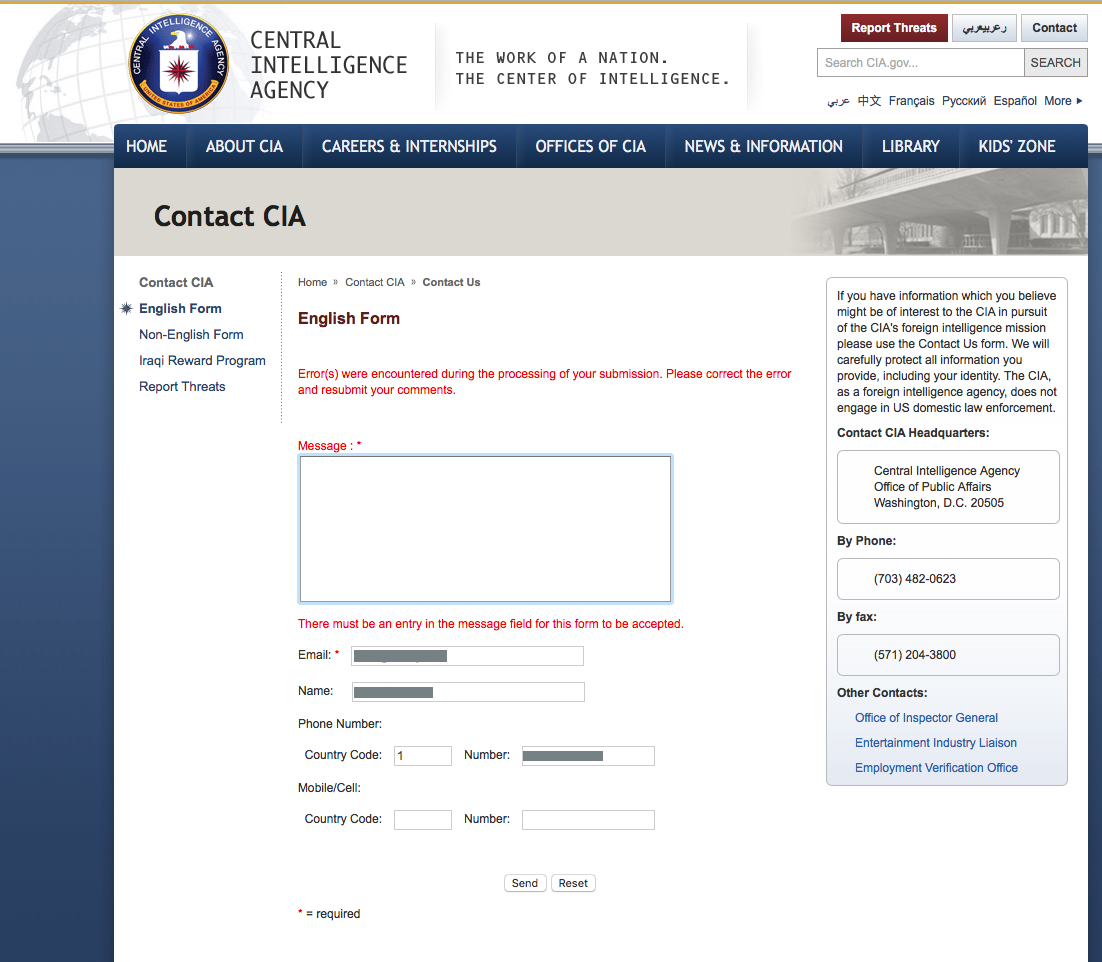 CENTRAL INTELLIGENCE AGENCY
UNITED STATES OF AMERICA
CENTRAL
INTELLIGENCE
AGENCY
THE WORK OF A NATION.
THE CENTER OF INTELLIGENCE.
Report Threats
Contact
Search CIA.gov...
SEARCH
عربي 中文 Français Русский Español More
HOME ABOUT CIA CAREERS & INTERNSHIPS OFFICES OF CIA NEWS & INFORMATION LIBRARY KIDS' ZONE
Contact CIA
Contact CIA
English Form
Non-English Form
Iraqi Reward Program
Report Threats
Home » Contact CIA » Contact Us
English Form
Error(s) were encountered during the processing of your submission. Please correct the error
and resubmit your comments.
Message : *
There must be an entry in the message field for this form to be accepted.
Email: *
Name:
Phone Number:
Country Code: 1 Number:
Mobile/Cell:
Country Code: Number:
Send Reset
* = required
If you have information which you believe
might be of interest to the CIA in pursuit
of the CIA's foreign intelligence mission
please use the Contact Us form. We will
carefully protect all information you
provide, including your identity. The CIA,
as a foreign intelligence agency, does not
engage in US domestic law enforcement.
Contact CIA Headquarters:
Central Intelligence Agency
Office of Public Affairs
Washington, D.C. 20505
By Phone:
(703) 482-0623
By fax:
(571) 204-3800
Other Contacts:
Office of Inspector General
Entertainment Industry Liaison
Employment Verification Office